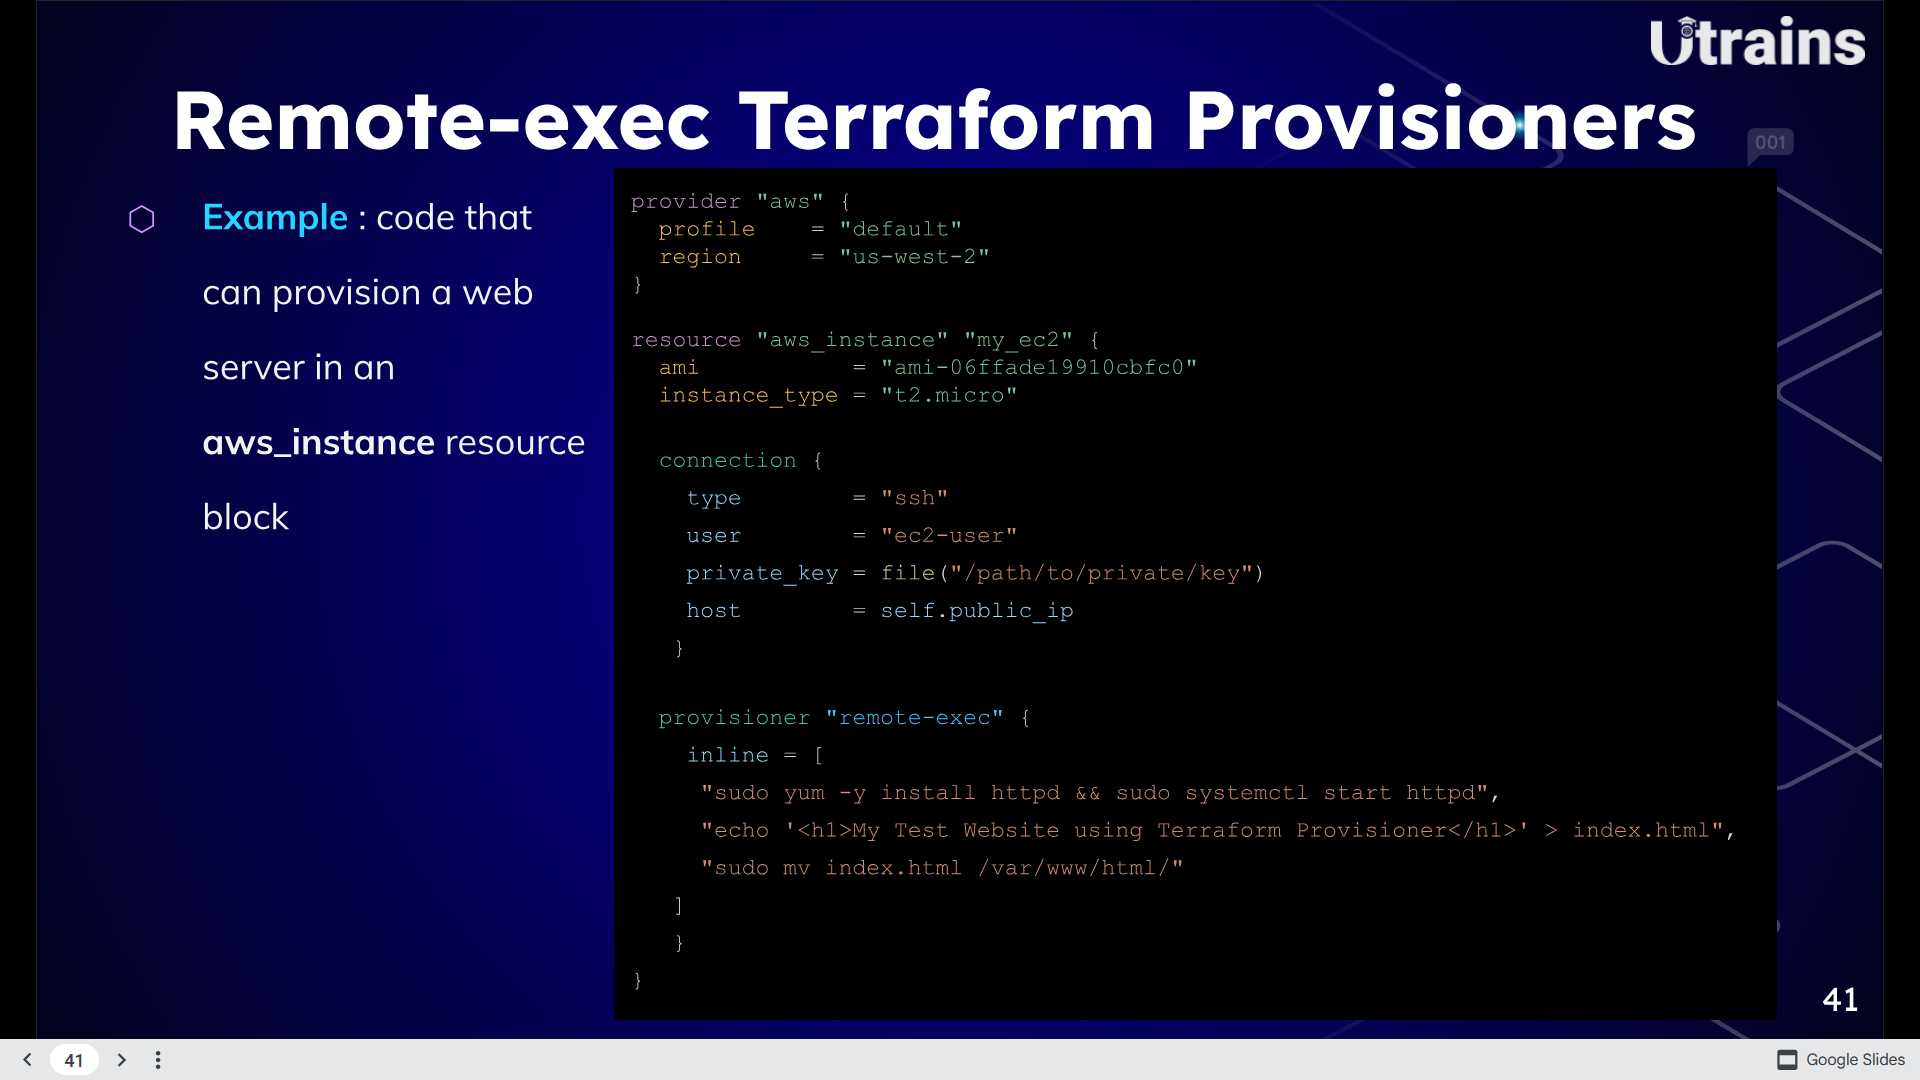 Utrains
Remote-exec Terraform Provisioners
001
Example : code that
can provision a web
server in an
aws_instance resource
block
provider "aws" {
  profile    = "default"
  region     = "us-west-2"
}
resource "aws_instance" "my_ec2" {
  ami           = "ami-06ffade19910cbfc0"
  instance_type = "t2.micro"
  connection {
    type        = "ssh"
    user        = "ec2-user"
    private_key = file("/path/to/private/key")
    host        = self.public_ip
   }
  provisioner "remote-exec" {
    inline = [
     "sudo yum -y install httpd && sudo systemctl start httpd",
     "echo '<h1>My Test Website using Terraform Provisioner</h1>' > index.html",
     "sudo mv index.html /var/www/html/"
   ]
   }
}
41
41
Google Slides